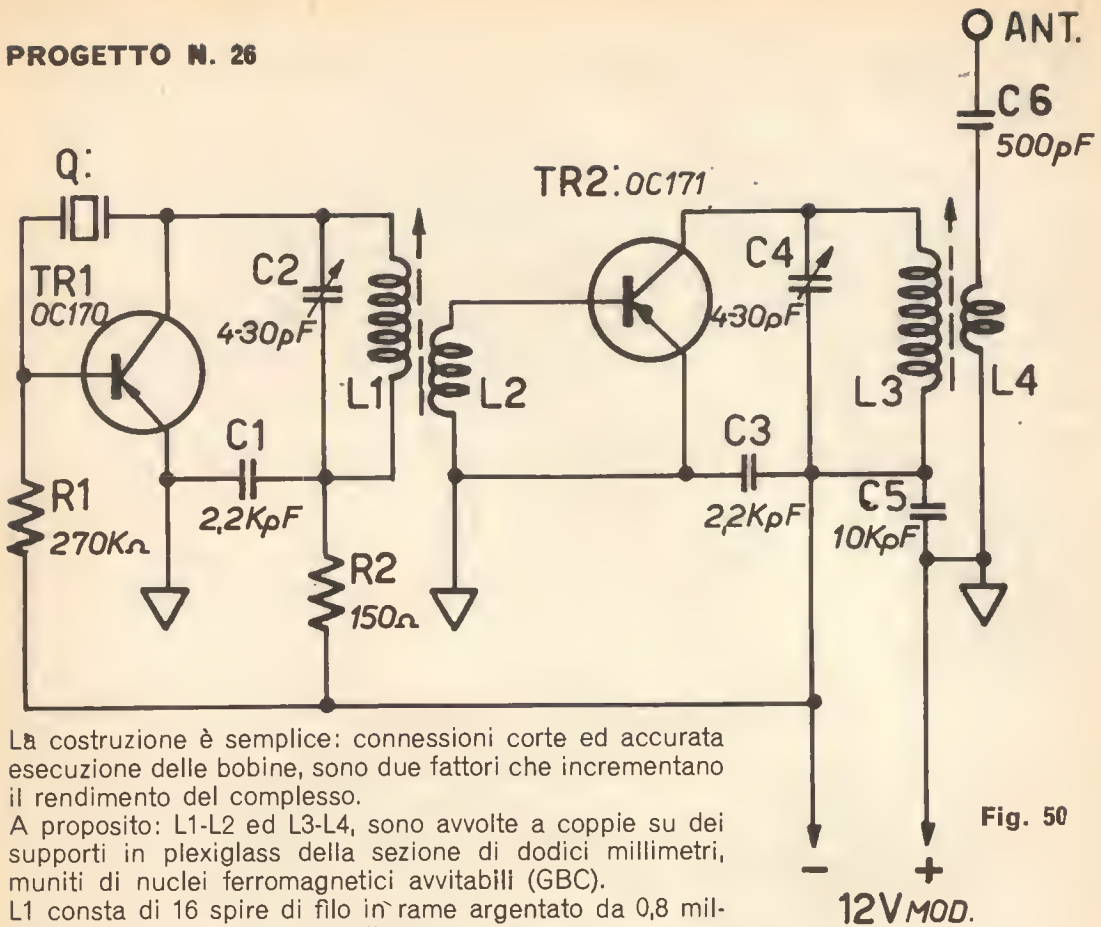 PROGETTO N. 26
ANT.
C6
500pF
Q:
TR2:OC171
TR1
OC170
C2
4-30pF
C4
4-30pF
L1
L2
L3
L4
C1
2,2KpF
C3
2,2KpF
C5
10KpF
R1
270KΩ
R2
150Ω
La costruzione è semplice: connessioni corte ed accurata
esecuzione delle bobine, sono due fattori che incrementano
il rendimento del complesso.
A proposito: L1-L2 ed L3-L4, sono avvolte a coppie su dei
supporti in plexiglass della sezione di dodici millimetri,
muniti di nuclei ferromagnetici avvitabili (GBC).
L1 consta di 16 spire di filo in rame argentato da 0,8 mil-
Fig. 50
- +
12V MOD.